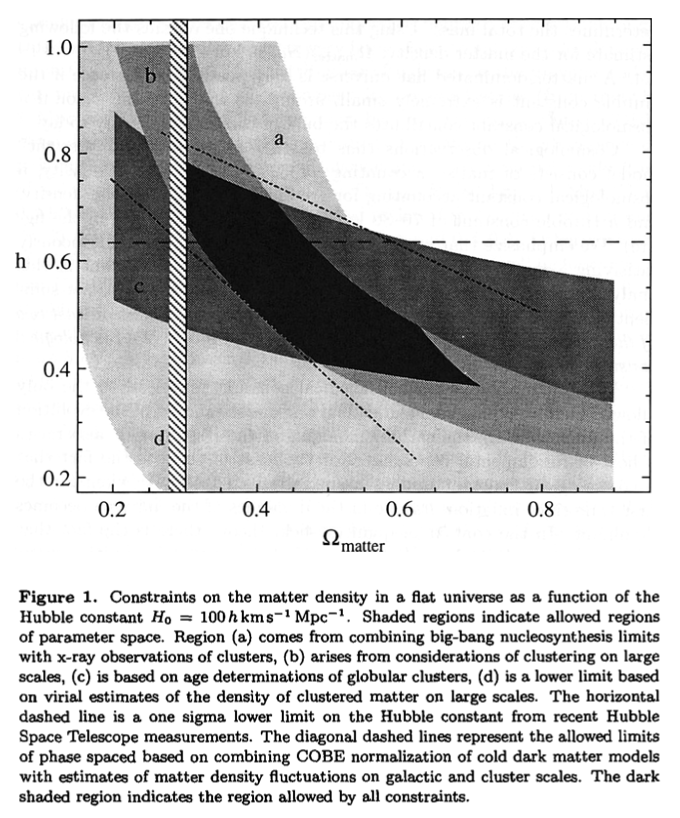 1.0
b
a
0.8
h
0.6
c
0.4
d
0.2
0.2
0.4
0.6
0.8
Ωmatter
Figure 1. Constraints on the matter density in a flat universe as a function of the
Hubble constant H₀ = 100 h km s⁻¹ Mpc⁻¹. Shaded regions indicate allowed regions
of parameter space. Region (a) comes from combining big-bang nucleosynthesis limits
with x-ray observations of clusters, (b) arises from considerations of clustering on large
scales, (c) is based on age determinations of globular clusters, (d) is a lower limit based
on virial estimates of the density of clustered matter on large scales. The horizontal
dashed line is a one sigma lower limit on the Hubble constant from recent Hubble
Space Telescope measurements. The diagonal dashed lines represent the allowed limits
of phase spaced based on combining COBE normalization of cold dark matter models
with estimates of matter density fluctuations on galactic and cluster scales. The dark
shaded region indicates the region allowed by all constraints.